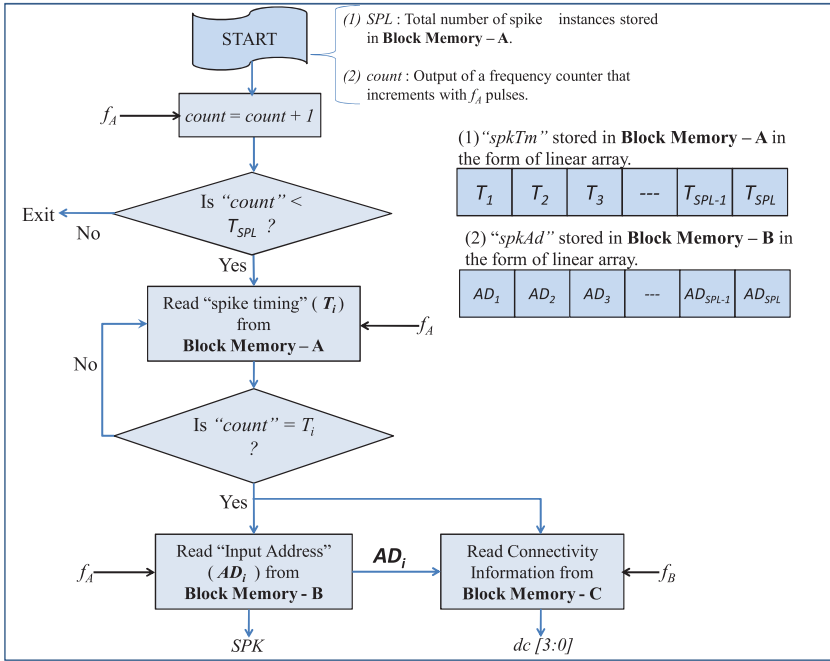 START
(1) SPL : Total number of spike instances stored
in Block Memory – A.
(2) count : Output of a frequency counter that
increments with fA pulses.
fA
count = count + 1
Is “count” <
TSPL ?
Exit
No
Yes
(1)“spkTm” stored in Block Memory – A in
the form of linear array.
T1 T2 T3 --- TSPL-1 TSPL
(2) “spkAd” stored in Block Memory – B in
the form of linear array.
AD1 AD2 AD3 --- ADSPL-1 ADSPL
Read “spike timing” ( Ti )
from
Block Memory – A
fA
No
Is “count” = Ti
?
Yes
fA
Read “Input Address”
( ADi ) from
Block Memory - B
ADi
Read Connectivity
Information from
Block Memory - C
fB
SPK
dc [3:0]